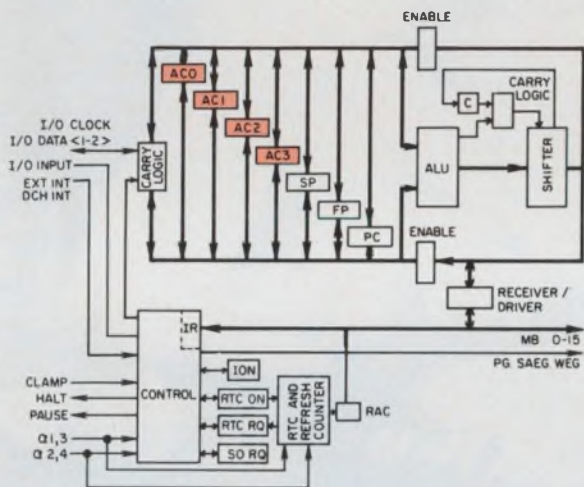 ENABLE
AC0
AC1
AC2
AC3
SP
FP
PC
I/O CLOCK
I/O DATA <1-2>
I/O INPUT
EXT INT
DCH INT
CARRY
LOGIC
C
CARRY
LOGIC
ALU
SHIFTER
ENABLE
RECEIVER /
DRIVER
MB 0-15
PG. SAEG WEG
IR
CONTROL
ION
RTC ON
RTC RQ
SO RQ
RTC AND
REFRESH
COUNTER
RAC
CLAMP
HALT
PAUSE
α1,3
α2,4